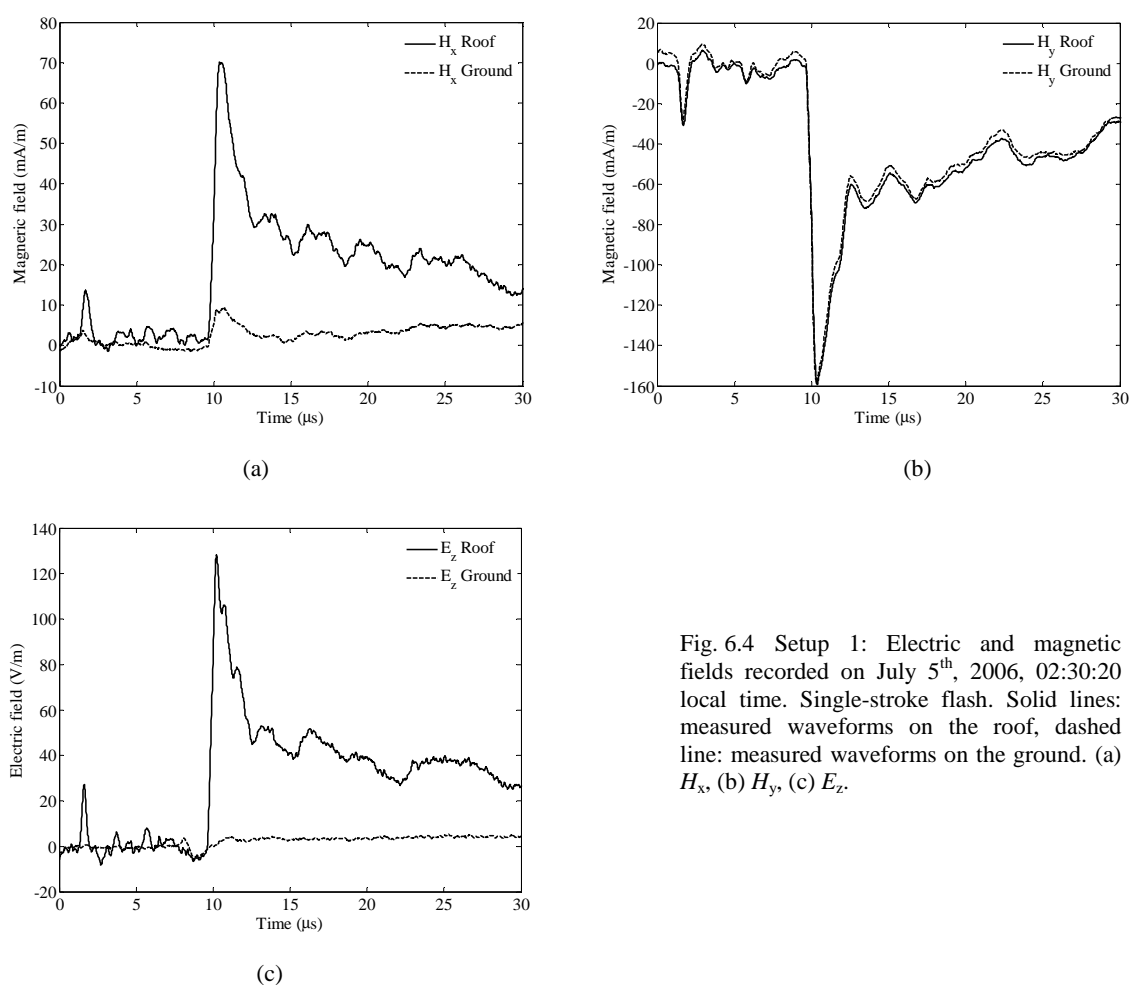 80
70
60
50
40
30
20
10
0
-10
Magneric field (mA/m)
0 5 10 15 20 25 30
Time (μs)
H_x Roof
H_x Ground
(a)
20
0
-20
-40
-60
-80
-100
-120
-140
-160
Magnetic field (mA/m)
0 5 10 15 20 25 30
Time (μs)
H_y Roof
H_y Ground
(b)
140
120
100
80
60
40
20
0
-20
Electric field (V/m)
0 5 10 15 20 25 30
Time (μs)
E_z Roof
E_z Ground
(c)
Fig. 6.4 Setup 1: Electric and magnetic
fields recorded on July 5th, 2006, 02:30:20
local time. Single-stroke flash. Solid lines:
measured waveforms on the roof, dashed
line: measured waveforms on the ground. (a)
Hx, (b) Hy, (c) Ez.